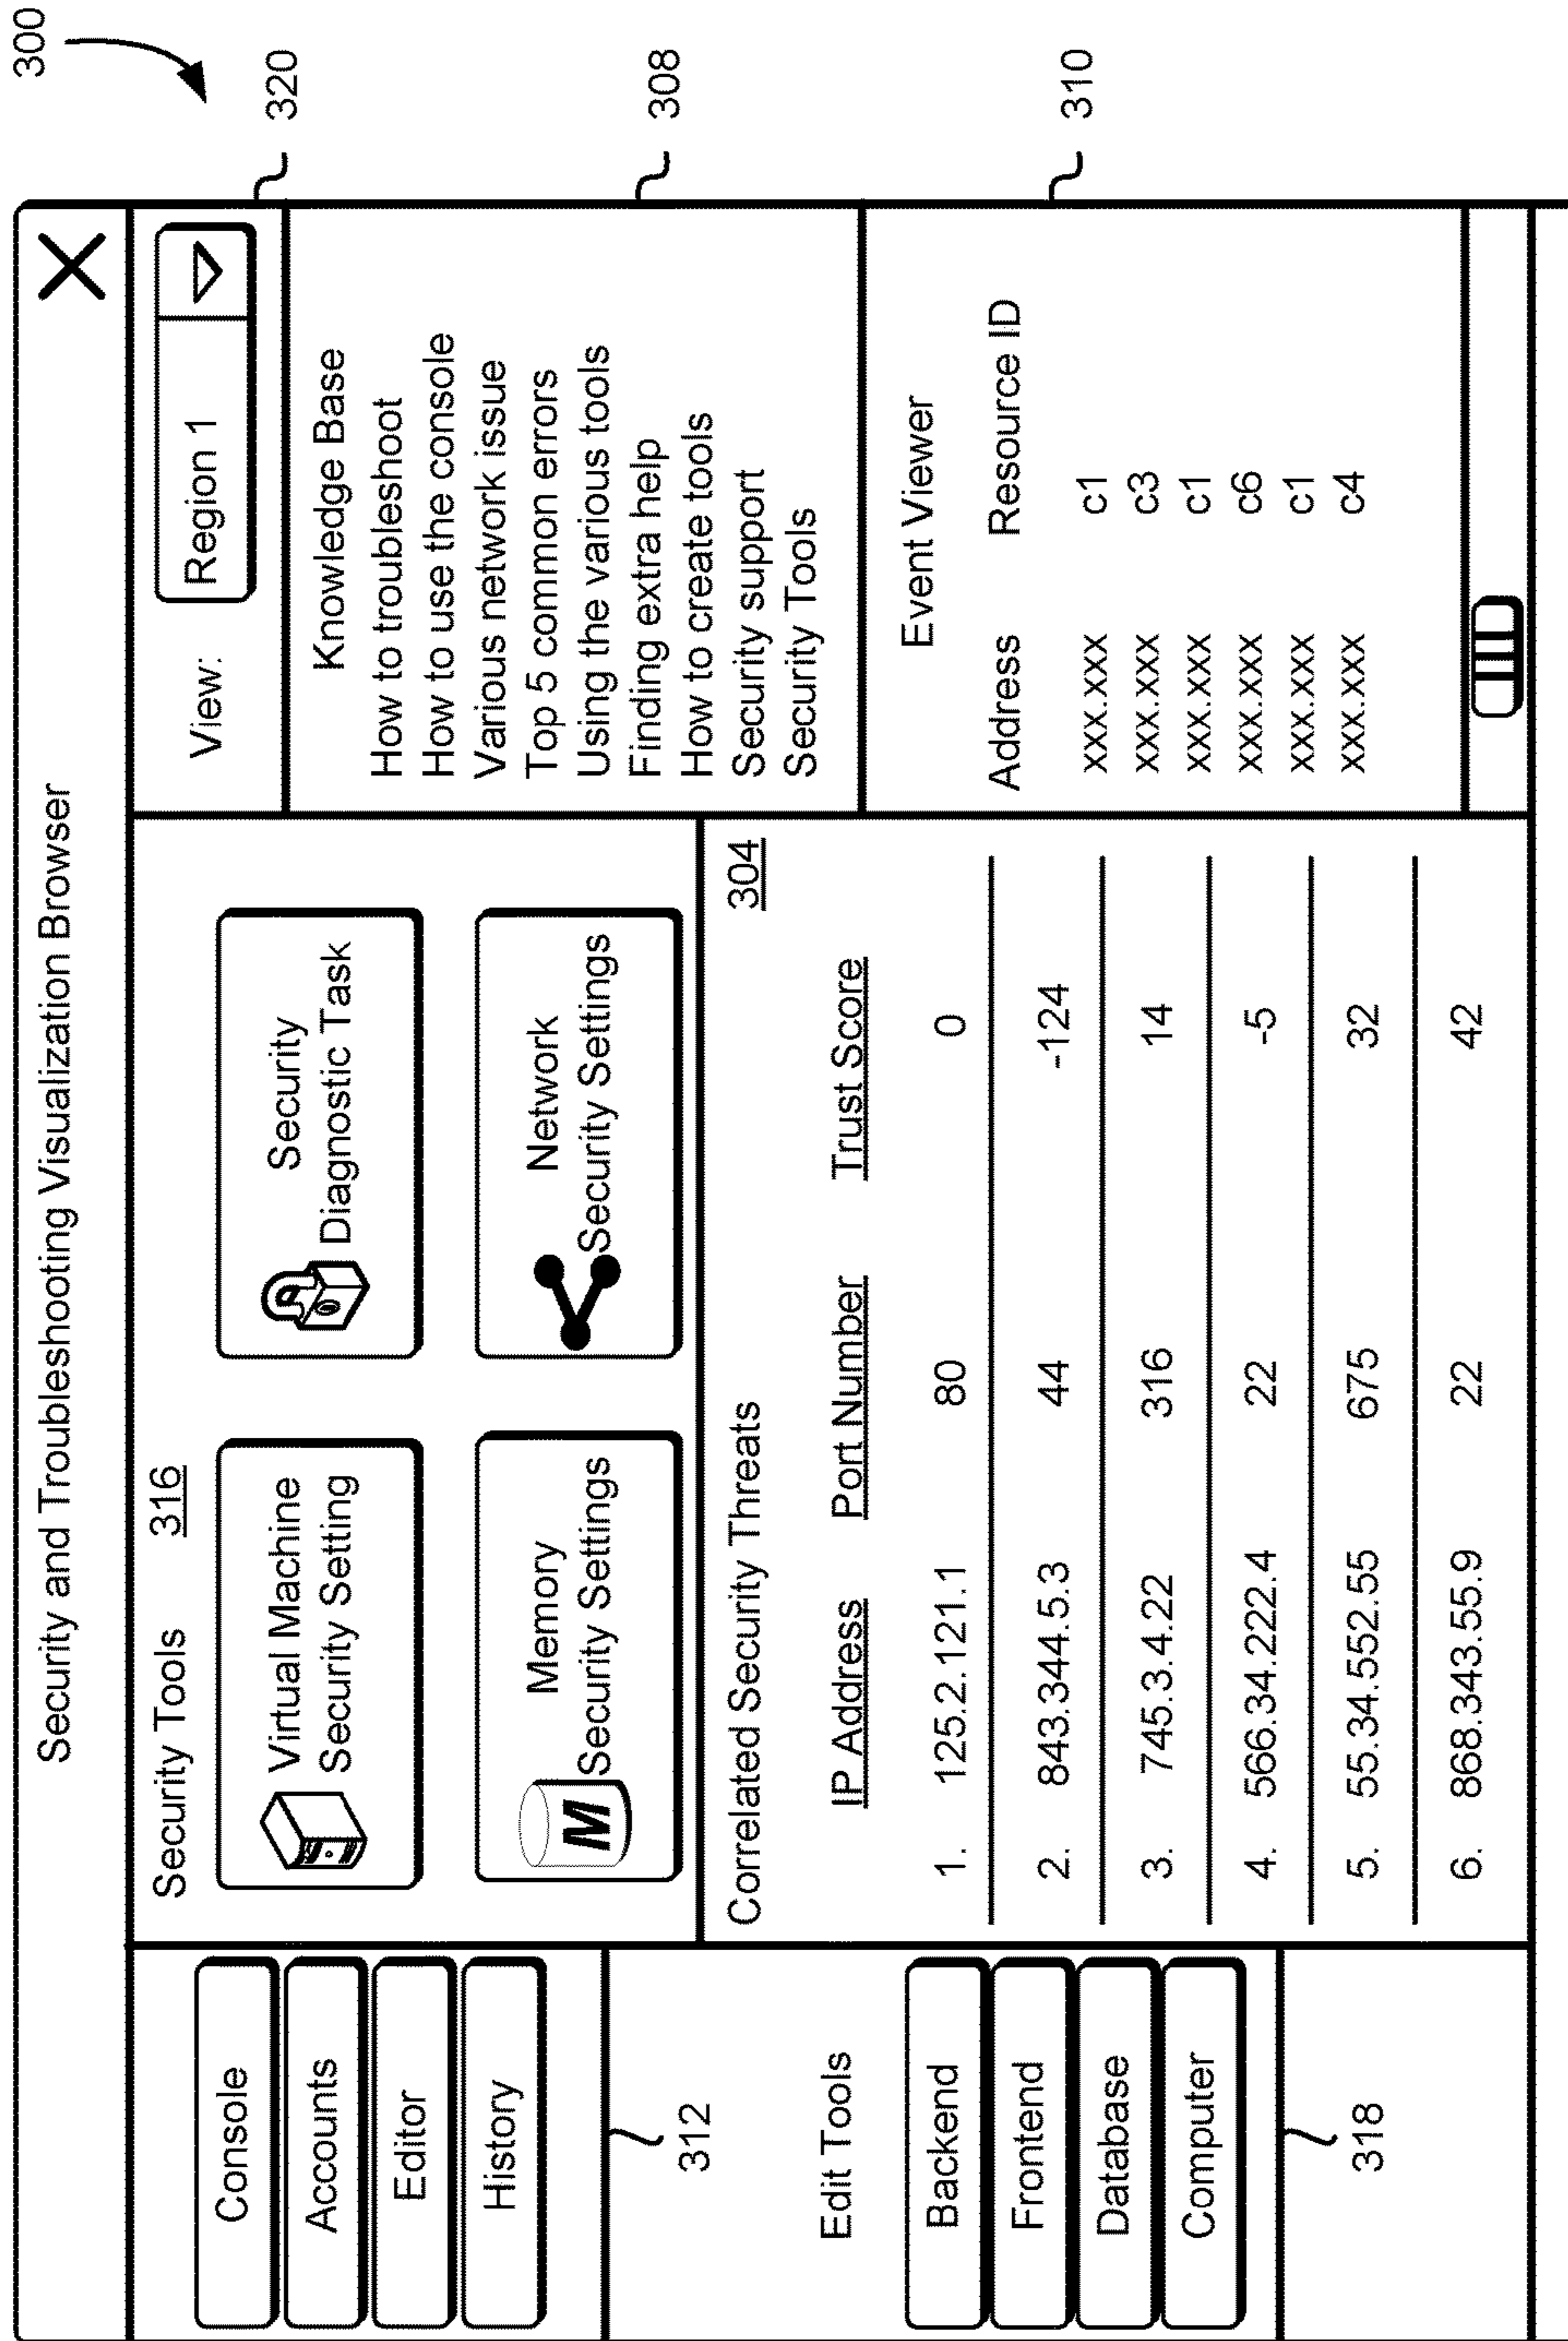 300
Security and Troubleshooting Visualization Browser
Console
Accounts
Editor
History
312
Edit Tools
Backend
Frontend
Database
Computer
318
Security Tools 316
Virtual Machine
Security Setting
Security
Diagnostic Task
Memory
Security Settings
Network
Security Settings
Correlated Security Threats 304
IP Address Port Number Trust Score
1. 125.2.121.1 80 0
2. 843.344.5.3 44 -124
3. 745.3.4.22 316 14
4. 566.34.222.4 22 -5
5. 55.34.552.55 675 32
6. 868.343.55.9 22 42
View: Region 1
320
Knowledge Base
How to troubleshoot
How to use the console
Various network issue
Top 5 common errors
Using the various tools
Finding extra help
How to create tools
Security support
Security Tools
308
Event Viewer
Address Resource ID
xxx.xxx c1
xxx.xxx c3
xxx.xxx c1
xxx.xxx c6
xxx.xxx c1
xxx.xxx c4
310
M